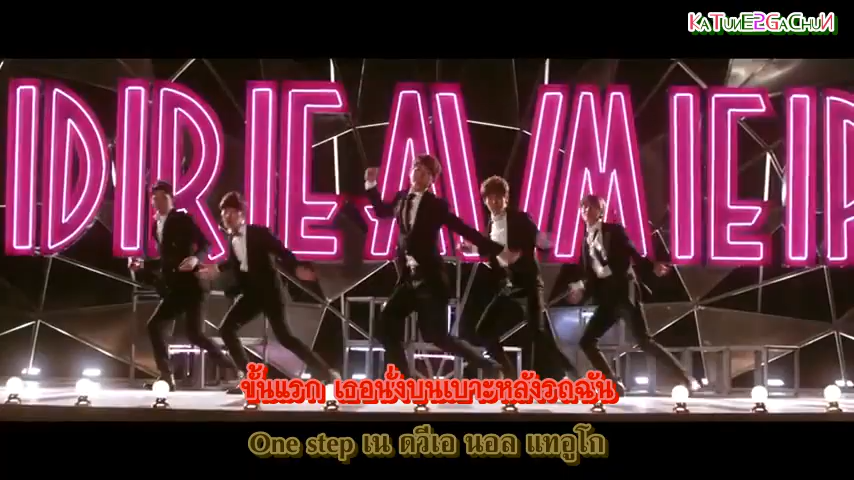 KATUNE2GACHUN
DREAMER
ขั้นแรก เธอนั่งบนเบาะหลังรถฉัน
One step เน ดวีเอ นอล แทอูโก